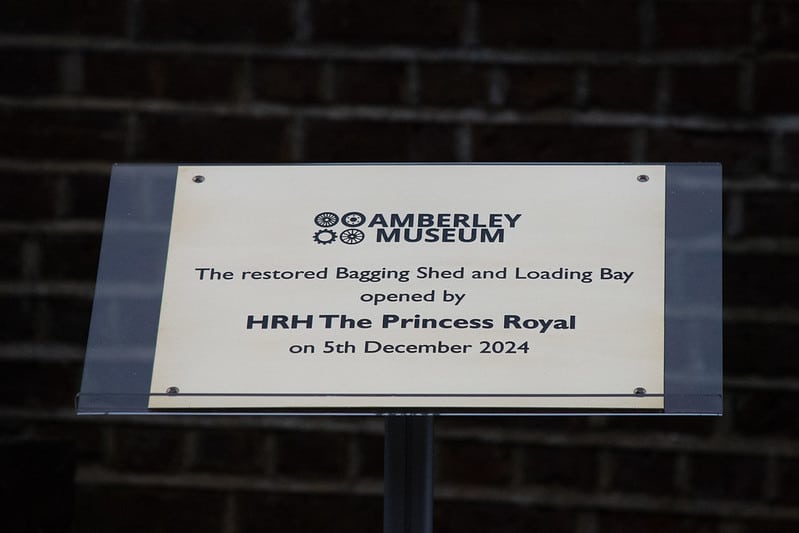 AMBERLEY
MUSEUM
The restored Bagging Shed and Loading Bay
opened by
HRH The Princess Royal
on 5th December 2024